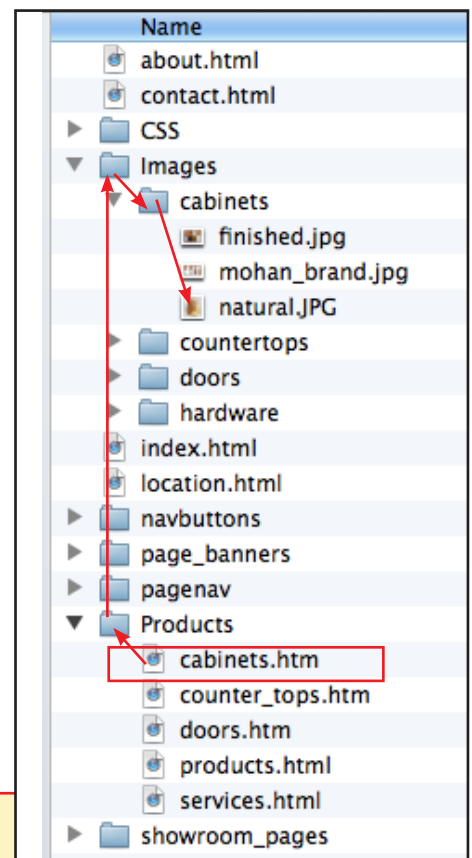 Name
about.html
contact.html
CSS
Images
cabinets
finished.jpg
mohan_brand.jpg
natural.JPG
countertops
doors
hardware
index.html
location.html
navbuttons
page_banners
pagenav
Products
cabinets.htm
counter_tops.htm
doors.htm
products.html
services.html
showroom_pages